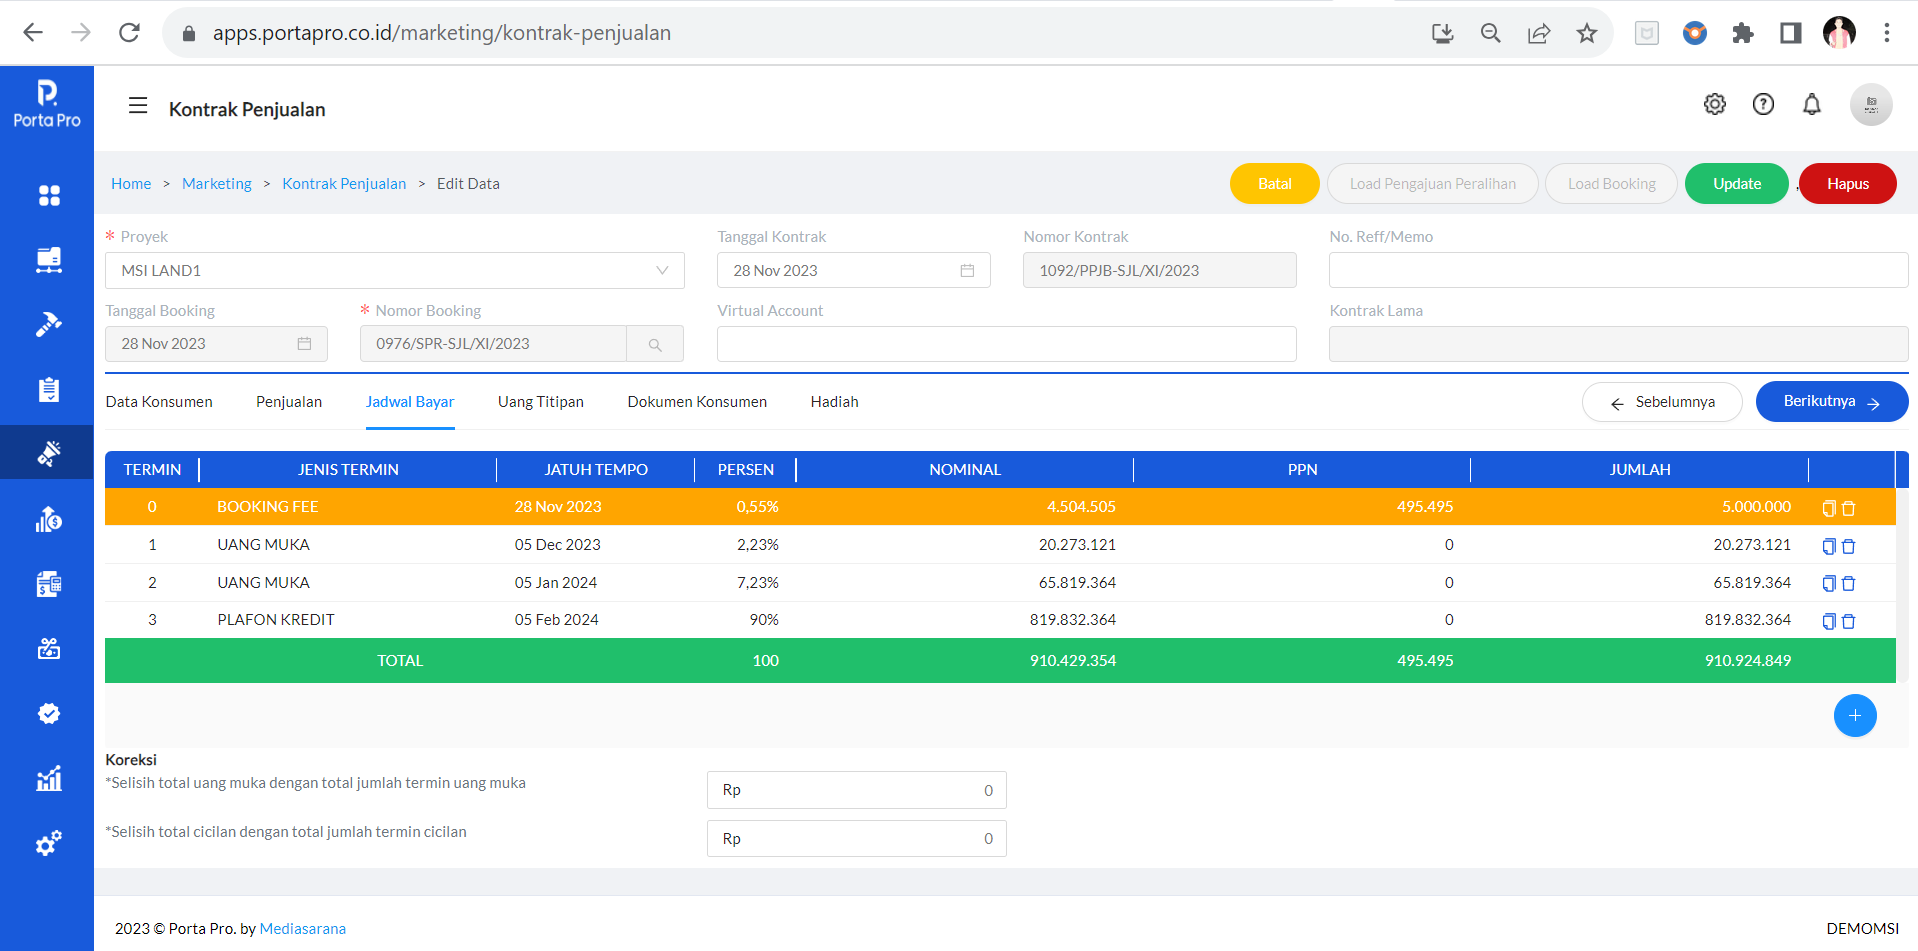 apps.portapro.co.id/marketing/kontrak-penjualan
Porta Pro
Kontrak Penjualan
Home > Marketing > Kontrak Penjualan > Edit Data
Batal
Load Pengajuan Peralihan
Load Booking
Update
,
Hapus
* Proyek
Tanggal Kontrak
Nomor Kontrak
No. Reff/Memo
MSI LAND1
28 Nov 2023
1092/PPJB-SJL/XI/2023
Tanggal Booking
* Nomor Booking
Virtual Account
Kontrak Lama
28 Nov 2023
0976/SPR-SJL/XI/2023
Data Konsumen
Penjualan
Jadwal Bayar
Uang Titipan
Dokumen Konsumen
Hadiah
Sebelumnya
Berikutnya
TERMIN JENIS TERMIN JATUH TEMPO PERSEN NOMINAL PPN JUMLAH
0 BOOKING FEE 28 Nov 2023 0,55% 4.504.505 495.495 5.000.000
1 UANG MUKA 05 Dec 2023 2,23% 20.273.121 0 20.273.121
2 UANG MUKA 05 Jan 2024 7,23% 65.819.364 0 65.819.364
3 PLAFON KREDIT 05 Feb 2024 90% 819.832.364 0 819.832.364
TOTAL 100 910.429.354 495.495 910.924.849
Koreksi
*Selisih total uang muka dengan total jumlah termin uang muka
Rp 0
*Selisih total cicilan dengan total jumlah termin cicilan
Rp 0
2023 © Porta Pro. by Mediasarana
DEMOMSI